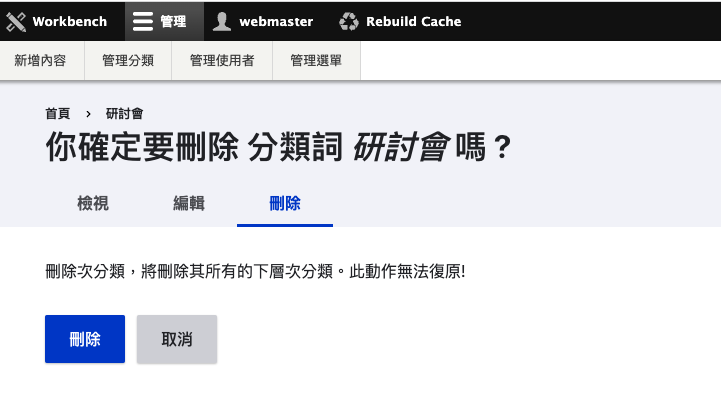 Workbench 管理 webmaster Rebuild Cache
新增內容 管理分類 管理使用者 管理選單
首頁 › 研討會
你確定要刪除 分類詞 研討會 嗎？
檢視 編輯 刪除
刪除次分類，將刪除其所有的下層次分類。此動作無法復原!
刪除 取消